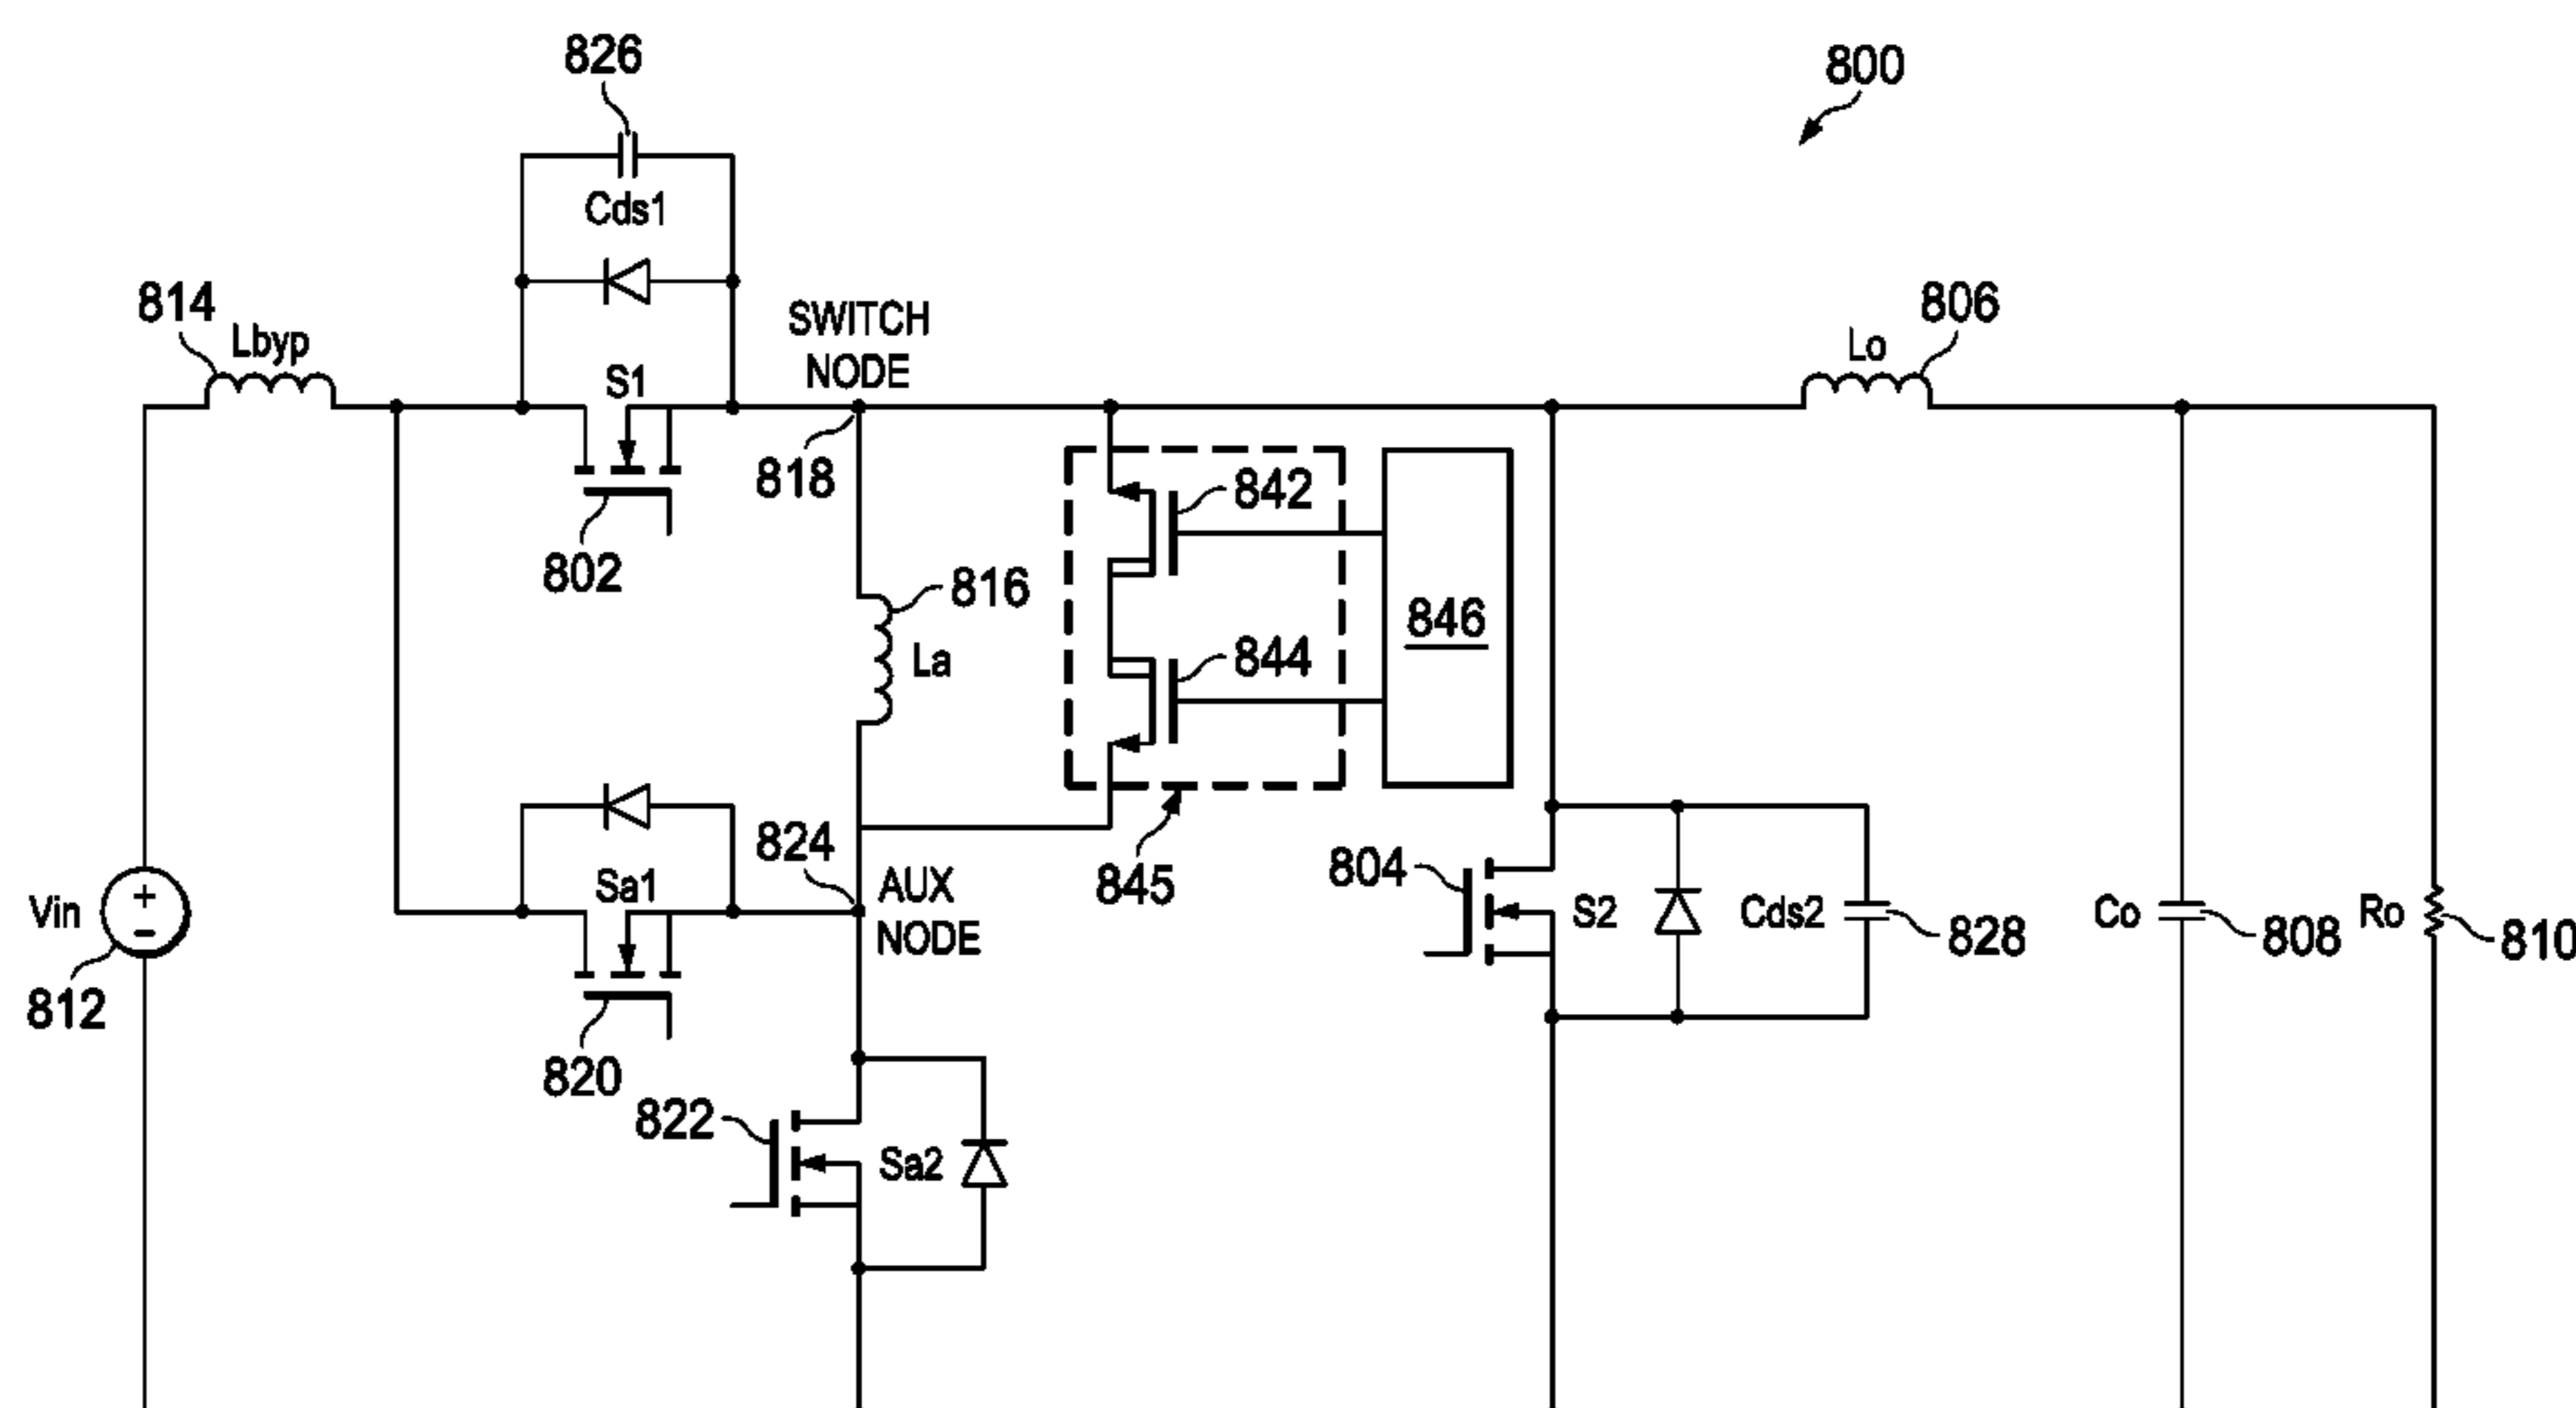 826
800
Cds1
814
Lbyp
S1
SWITCH
NODE
806
Lo
818
842
802
816
La
846
844
824
845
Sa1
AUX
NODE
804
S2
Cds2
828
Co
808
Ro
810
Vin
+
-
812
820
822
Sa2